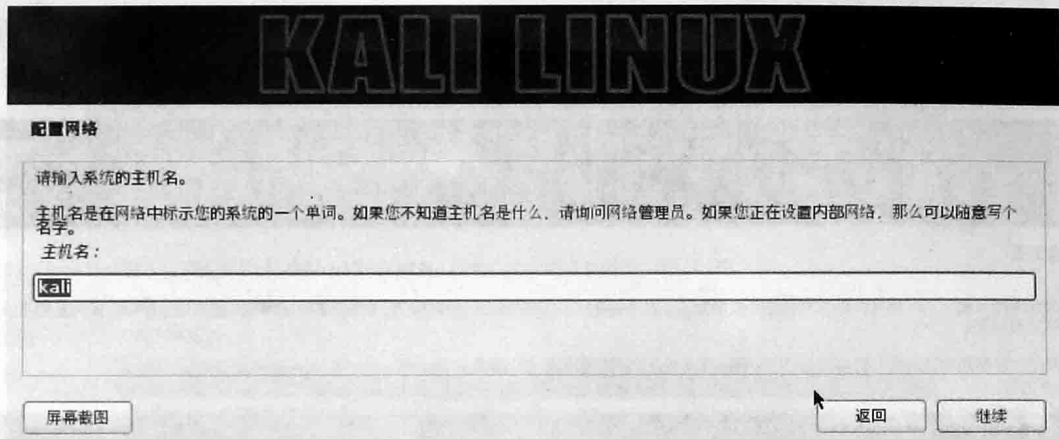 KALI LINUX
配置网络
请输入系统的主机名。
主机名是在网络中标示您的系统的一个单词。如果您不知道主机名是什么，请询问网络管理员。如果您正在设置内部网络，那么可以随意写个
名字。
主机名：
kali
屏幕截图
返回
继续